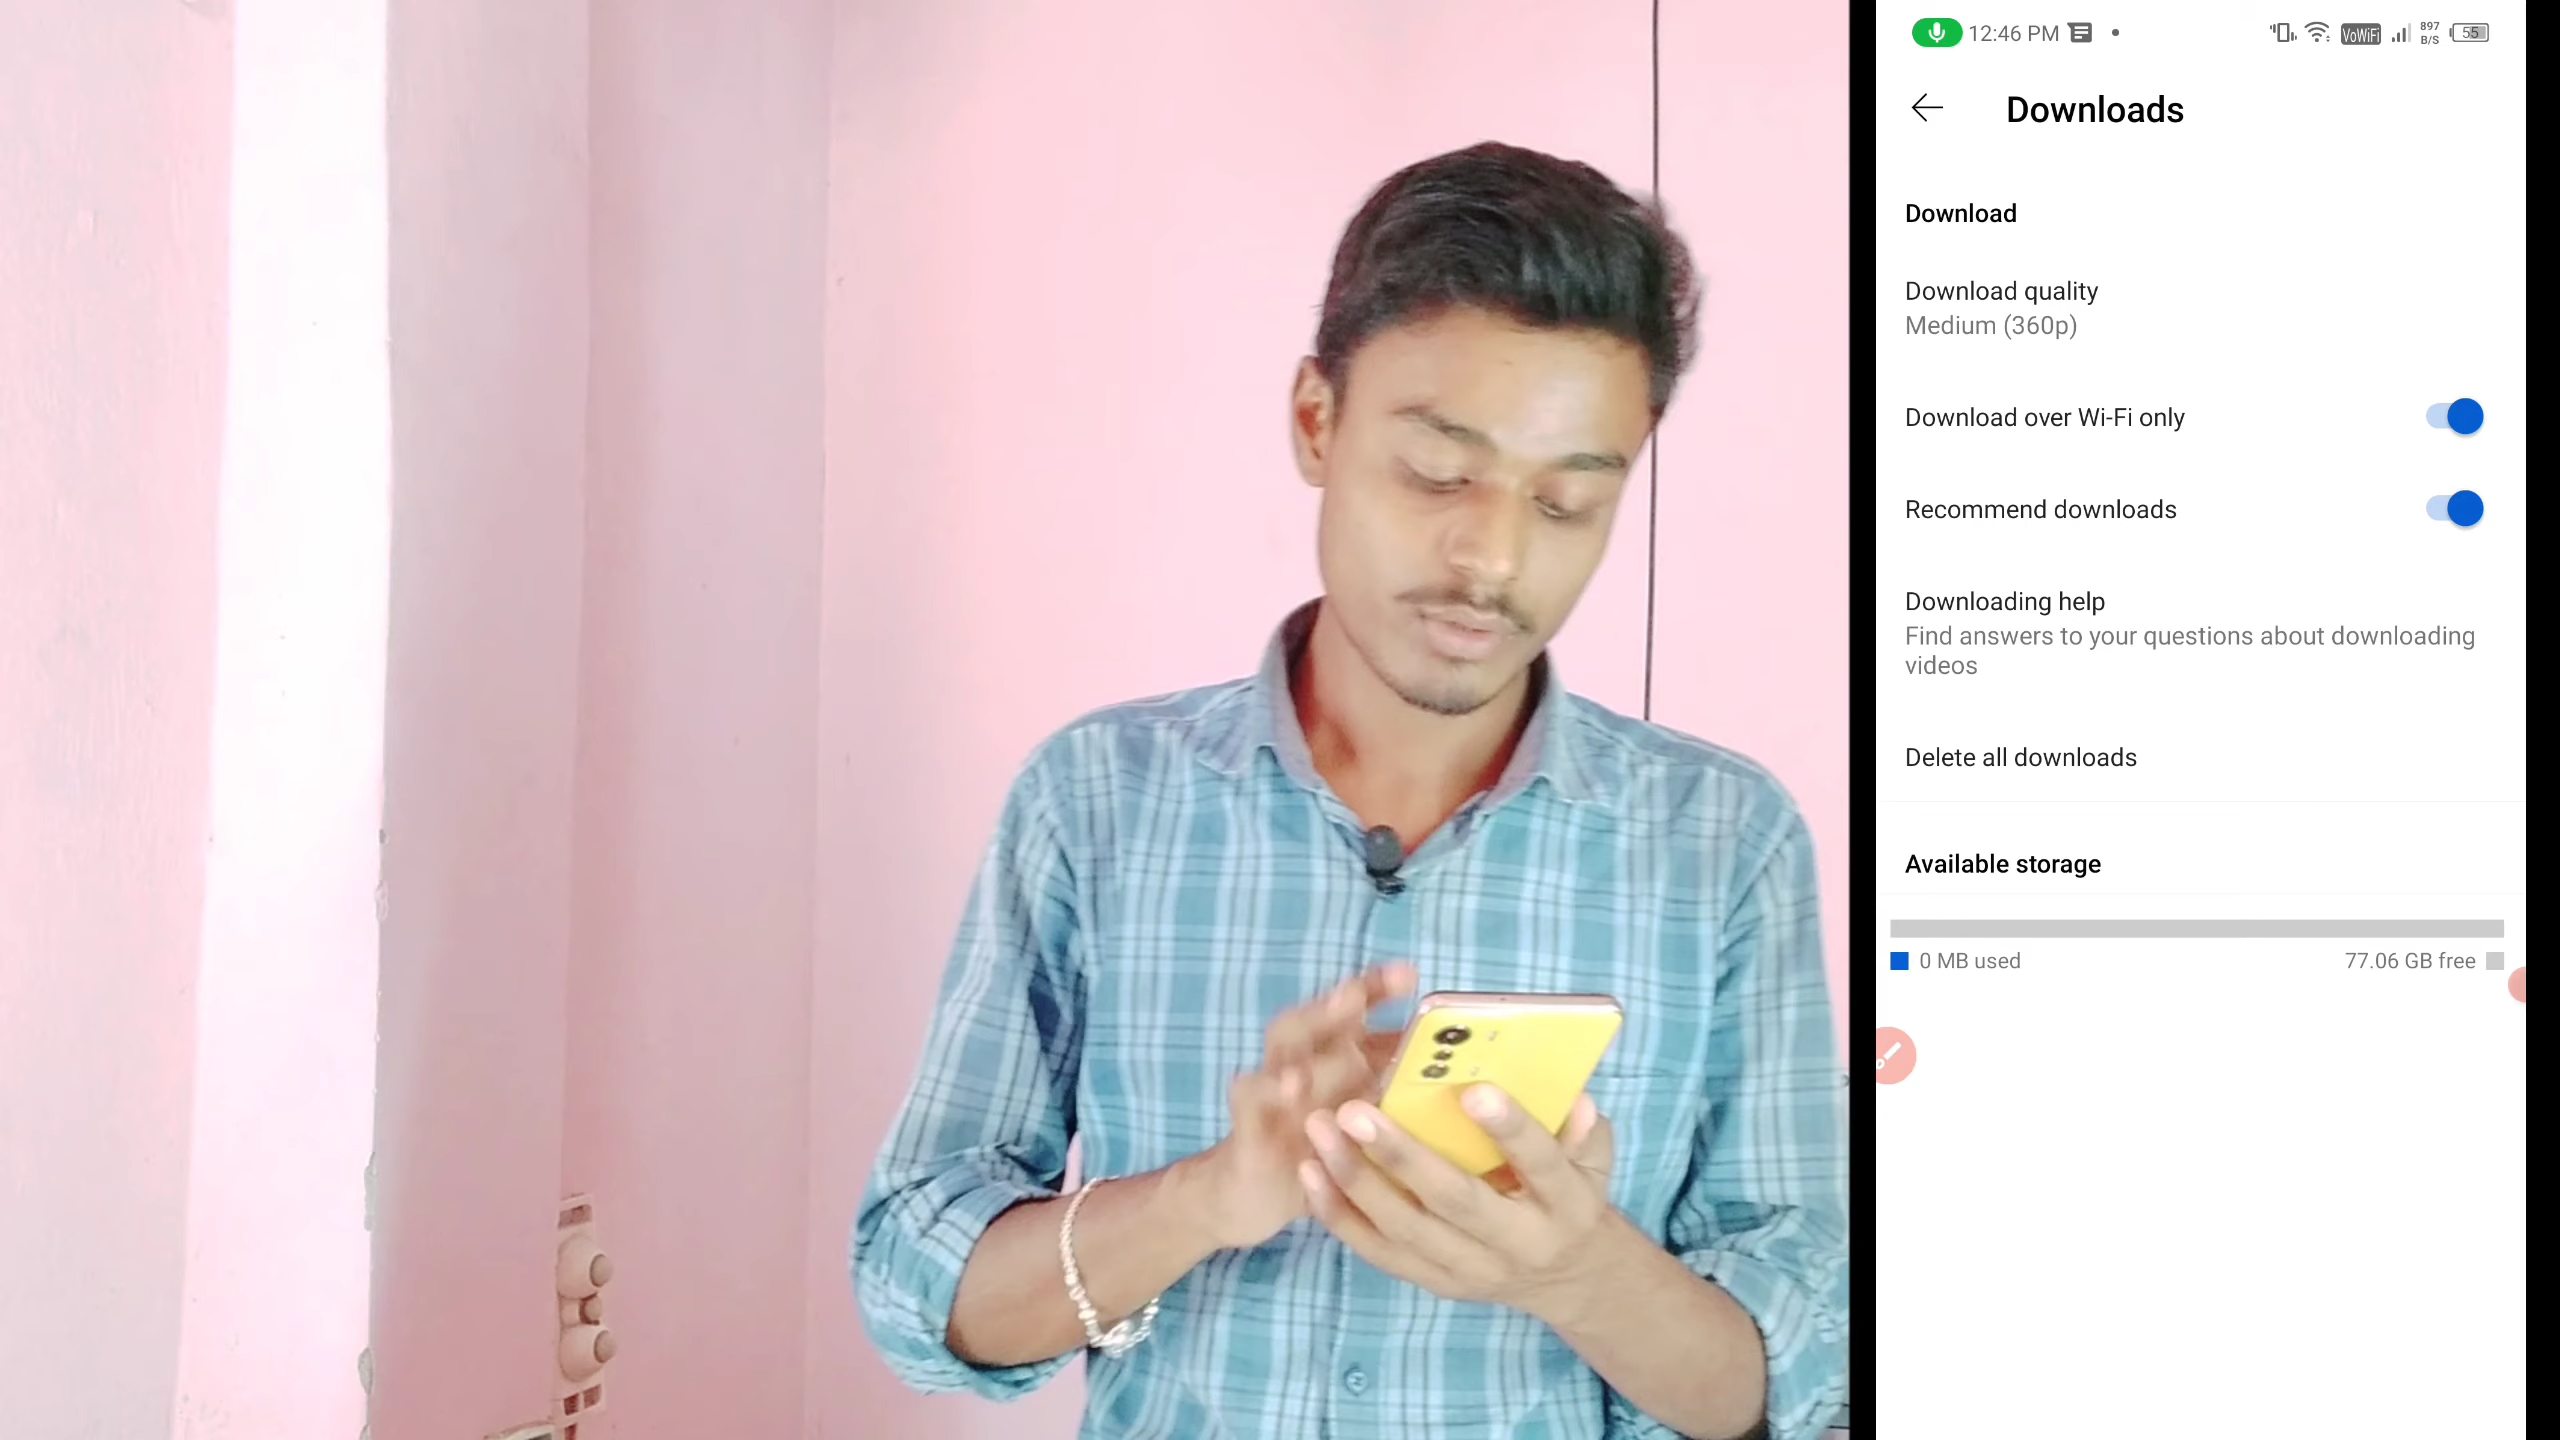 12:46 PM
VoWiFi
897
B/S
55
Downloads
Download
Download quality
Medium (360p)
Download over Wi-Fi only
Recommend downloads
Downloading help
Find answers to your questions about downloading
videos
Delete all downloads
Available storage
0 MB used
77.06 GB free